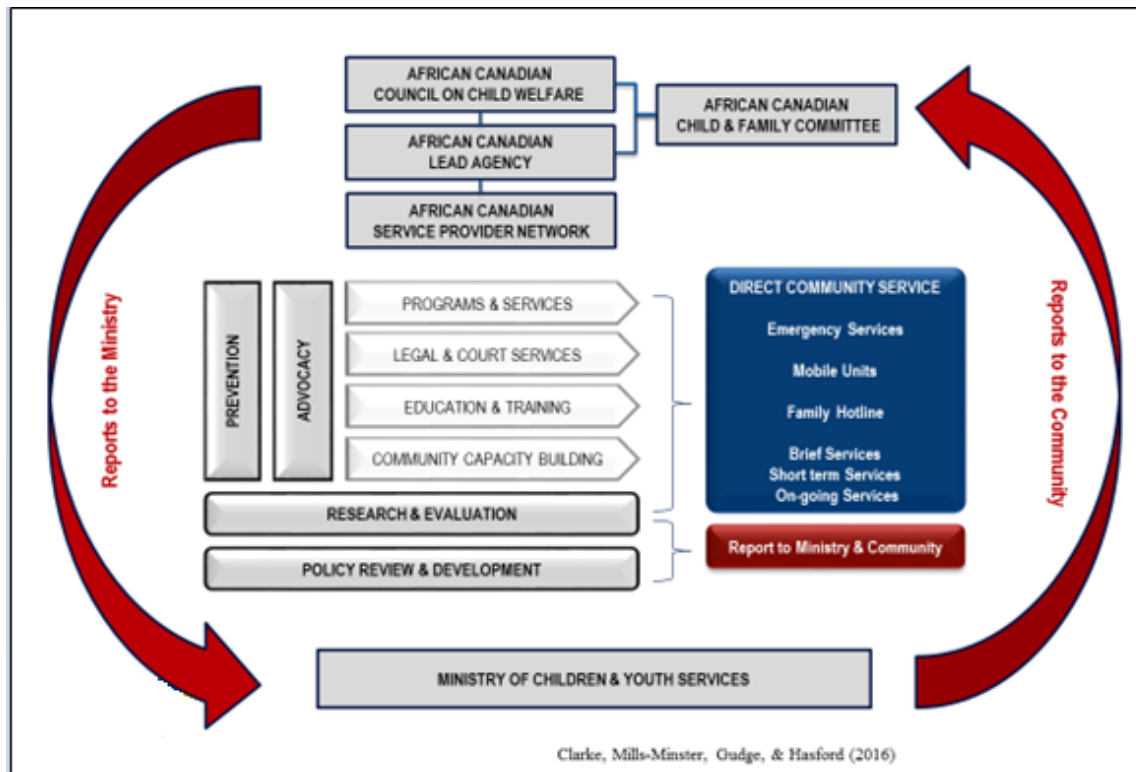 AFRICAN CANADIAN
COUNCIL ON CHILD WELFARE
AFRICAN CANADIAN
CHILD & FAMILY COMMITTEE
AFRICAN CANADIAN
LEAD AGENCY
AFRICAN CANADIAN
SERVICE PROVIDER NETWORK
Reports to the Ministry
PREVENTION
ADVOCACY
PROGRAMS & SERVICES
LEGAL & COURT SERVICES
EDUCATION & TRAINING
COMMUNITY CAPACITY BUILDING
RESEARCH & EVALUATION
POLICY REVIEW & DEVELOPMENT
DIRECT COMMUNITY SERVICE
Emergency Services
Mobile Units
Family Hotline
Brief Services
Short term Services
On-going Services
Report to Ministry & Community
Reports to the Community
MINISTRY OF CHILDREN & YOUTH SERVICES
Clarke, Mills-Minster, Gudge, & Hasford (2016)